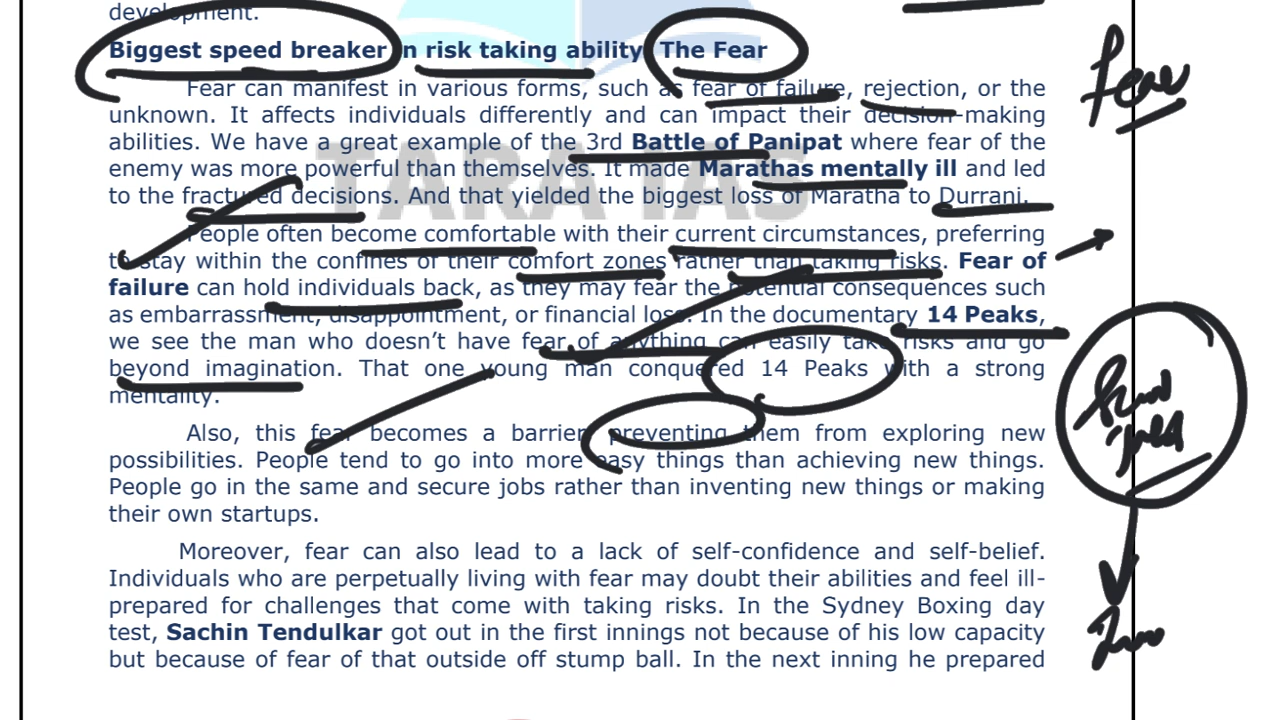 development.
Biggest speed breaker in risk taking ability The Fear
Fear can manifest in various forms, such as fear of failure, rejection, or the
unknown. It affects individuals differently and can impact their decision-making
abilities. We have a great example of the 3rd Battle of Panipat where fear of the
enemy was more powerful than themselves. It made Marathas mentally ill and led
to the fractured decisions. And that yielded the biggest loss of Maratha to Durrani.
People often become comfortable with their current circumstances, preferring
to stay within the confines of their comfort zones rather than taking risks. Fear of
failure can hold individuals back, as they may fear the potential consequences such
as embarrassment, disappointment, or financial loss. In the documentary 14 Peaks,
we see the man who doesn’t have fear of anything can easily take risks and go
beyond imagination. That one young man conquered 14 Peaks with a strong
mentality.
Also, this fear becomes a barrier, preventing them from exploring new
possibilities. People tend to go into more easy things than achieving new things.
People go in the same and secure jobs rather than inventing new things or making
their own startups.
Moreover, fear can also lead to a lack of self-confidence and self-belief.
Individuals who are perpetually living with fear may doubt their abilities and feel ill-
prepared for challenges that come with taking risks. In the Sydney Boxing day
test, Sachin Tendulkar got out in the first innings not because of his low capacity
but because of fear of that outside off stump ball. In the next inning he prepared
TARA IAS
Fear